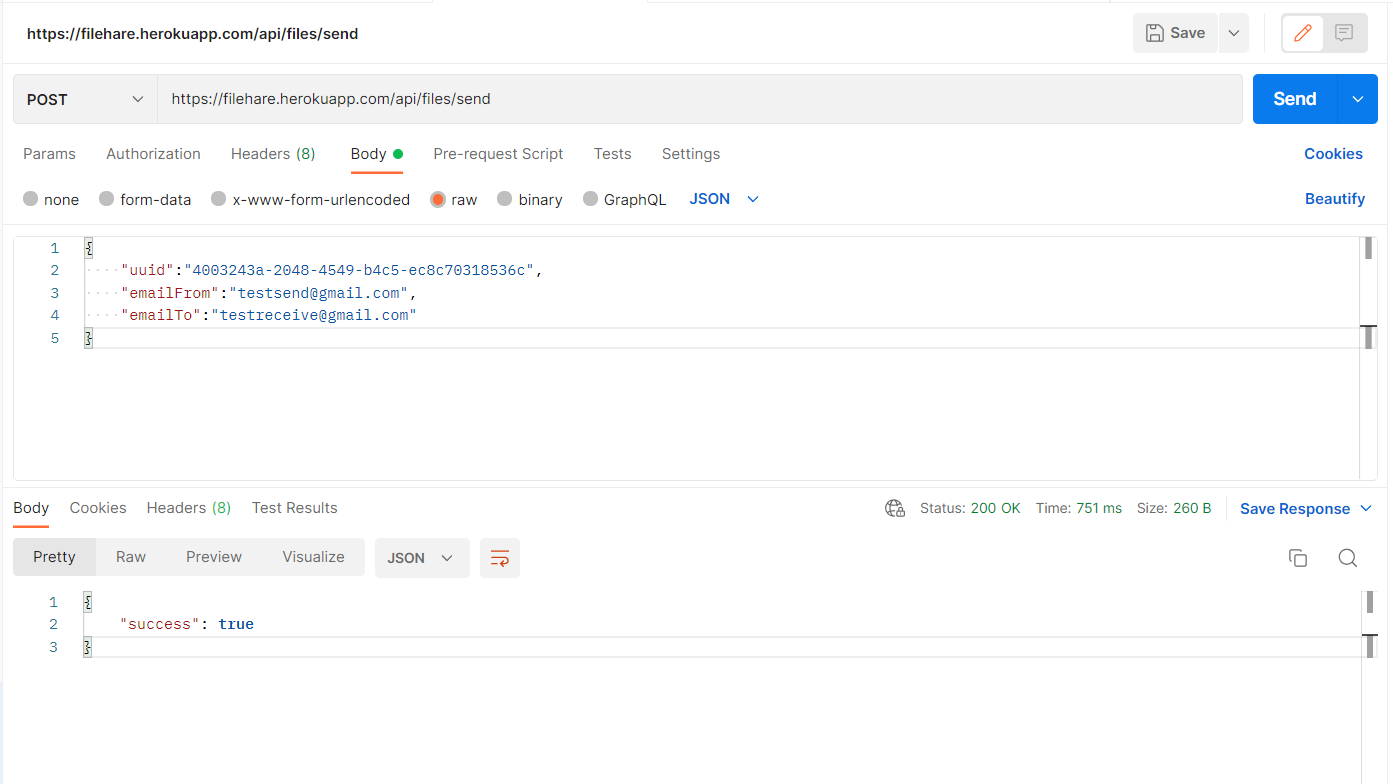 https://filehare.herokuapp.com/api/files/send Save
POST https://filehare.herokuapp.com/api/files/send Send
Params Authorization Headers (8) Body Pre-request Script Tests Settings Cookies
none form-data x-www-form-urlencoded raw binary GraphQL JSON Beautify
1 {
2 "uuid":"4003243a-2048-4549-b4c5-ec8c70318536c",
3 "emailFrom":"testsend@gmail.com",
4 "emailTo":"testreceive@gmail.com"
5 }
Body Cookies Headers (8) Test Results Status: 200 OK Time: 751 ms Size: 260 B Save Response
Pretty Raw Preview Visualize JSON
1 {
2 "success": true
3 }